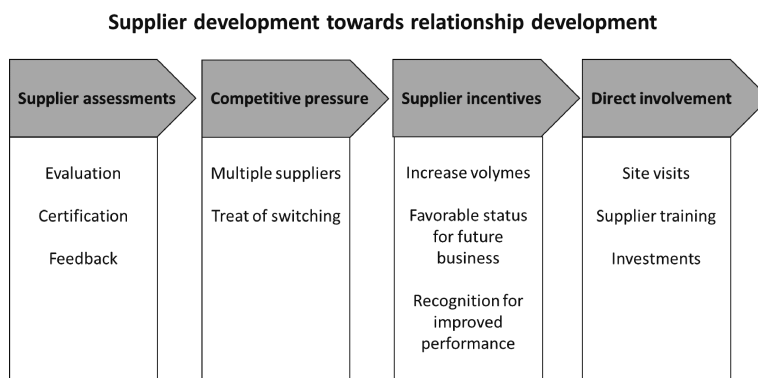 Supplier development towards relationship development
Supplier assessments
Evaluation
Certification
Feedback
Competitive pressure
Multiple suppliers
Treat of switching
Supplier incentives
Increase volymes
Favorable status
for future
business
Recognition for
improved
performance
Direct involvement
Site visits
Supplier training
Investments